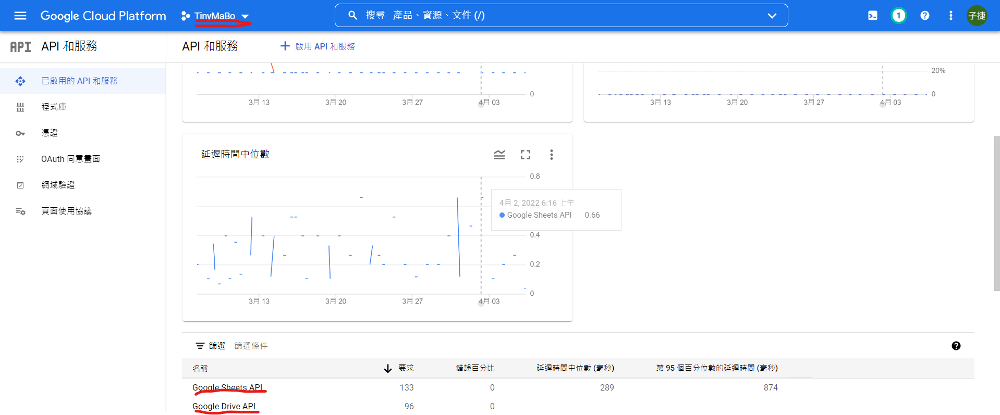 Google Cloud Platform
TinyMaBo
搜尋 產品、資源、文件 (/)
1
子捷
API API 和服務
API 和服務
啟用 API 和服務
已啟用的 API 和服務
程式庫
憑證
OAuth 同意畫面
網域驗證
頁面使用協議
0
3月 13 3月 20 3月 27 4月 03
20%
0
3月 13 3月 20 3月 27 4月 03
延遲時間中位數
0.8
4月 2, 2022 6:16 上午
Google Sheets API 0.66
0.4
0.2
0
3月 13 3月 20 3月 27 4月 03
篩選 篩選條件
名稱 要求 錯誤百分比 延遲時間中位數 (毫秒) 第 95 個百分位數的延遲時間 (毫秒)
Google Sheets API 133 0 289 874
Google Drive API 96 0